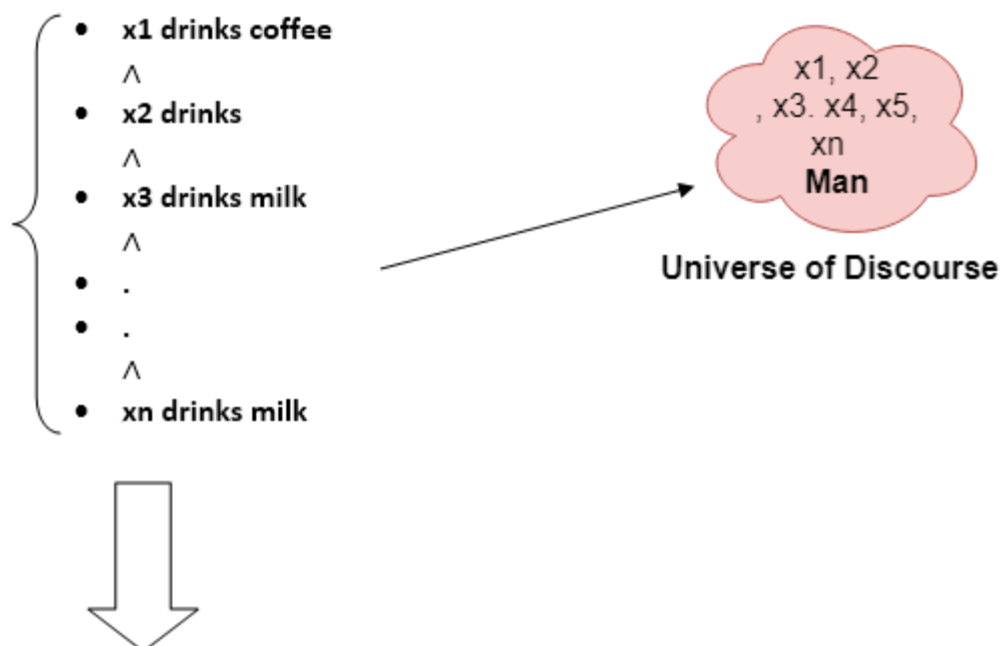 • x1 drinks coffee
∧
• x2 drinks
∧
• x3 drinks milk
∧
• .
• .
∧
• xn drinks milk
x1, x2
, x3. x4, x5,
xn
Man
Universe of Discourse